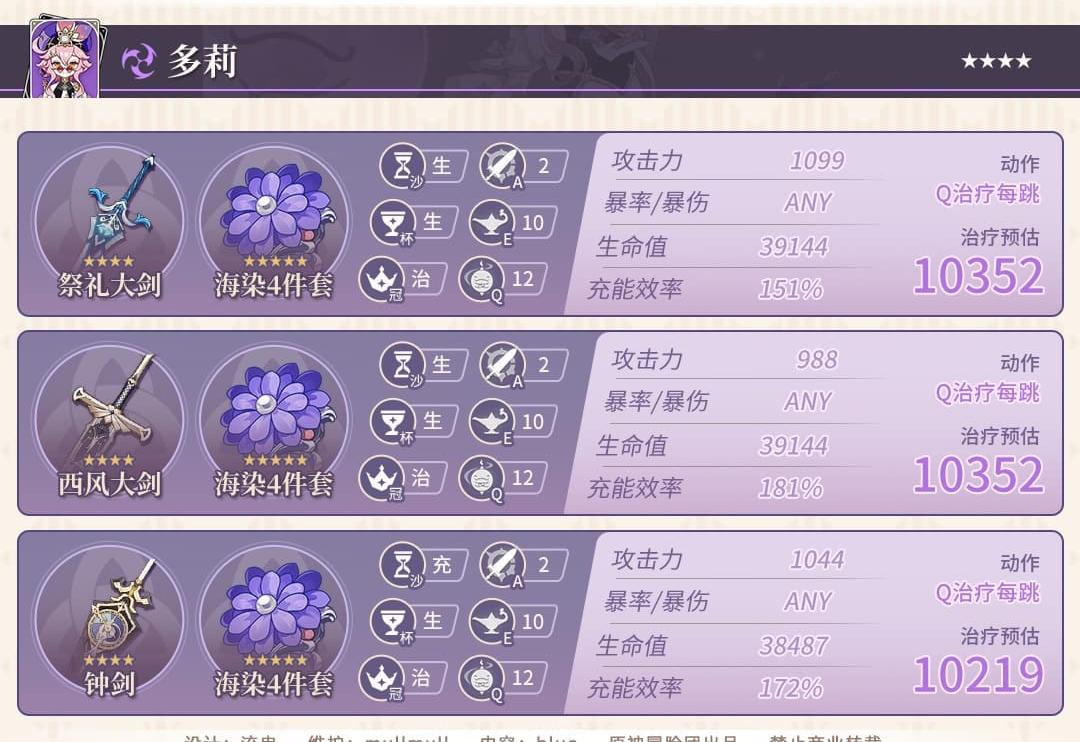 多莉
★★★★
祭礼大剑
海染4件套
沙 生
A 2
杯 生
E 10
冠 治
Q 12
攻击力 1099
暴率/暴伤 ANY
生命值 39144
充能效率 151%
动作
Q治疗每跳
治疗预估
10352
西风大剑
海染4件套
沙 生
A 2
杯 生
E 10
冠 治
Q 12
攻击力 988
暴率/暴伤 ANY
生命值 39144
充能效率 181%
动作
Q治疗每跳
治疗预估
10352
钟剑
海染4件套
沙 充
A 2
杯 生
E 10
冠 治
Q 12
攻击力 1044
暴率/暴伤 ANY
生命值 38487
充能效率 172%
动作
Q治疗每跳
治疗预估
10219